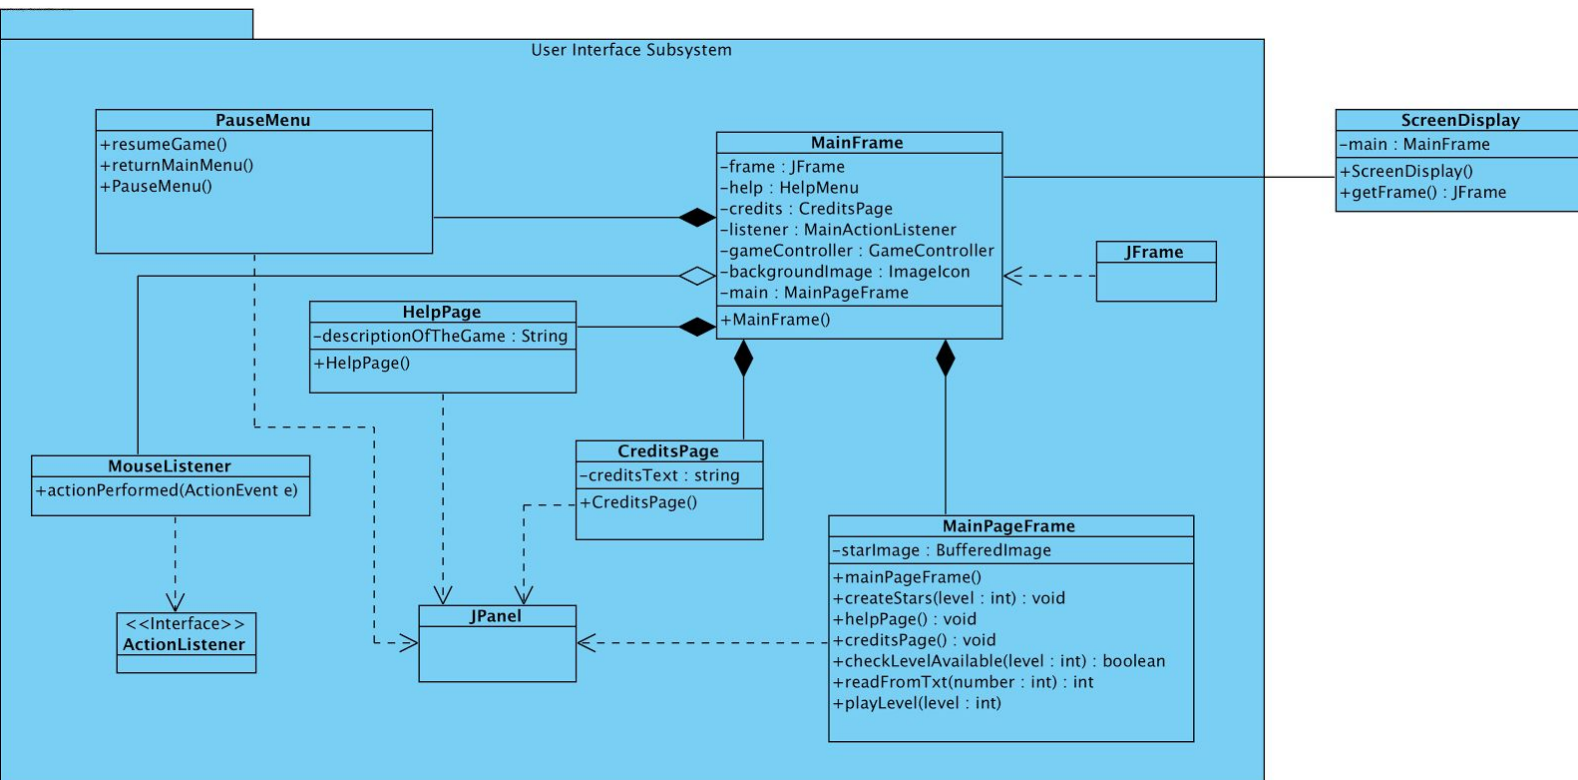 User Interface Subsystem
PauseMenu
+resumeGame()
+returnMainMenu()
+PauseMenu()
MainFrame
-frame : JFrame
-help : HelpMenu
-credits : CreditsPage
-listener : MainActionListener
-gameController : GameController
-backgroundImage : ImageIcon
-main : MainPageFrame
+MainFrame()
ScreenDisplay
-main : MainFrame
+ScreenDisplay()
+getFrame() : JFrame
JFrame
HelpPage
-descriptionOfTheGame : String
+HelpPage()
MouseListener
+actionPerformed(ActionEvent e)
CreditsPage
-creditsText : string
+CreditsPage()
MainPageFrame
-starImage : BufferedImage
+mainPageFrame()
+createStars(level : int) : void
+helpPage() : void
+creditsPage() : void
+checkLevelAvailable(level : int) : boolean
+readFromTxt(number : int) : int
+playLevel(level : int)
<<Interface>>
ActionListener
JPanel